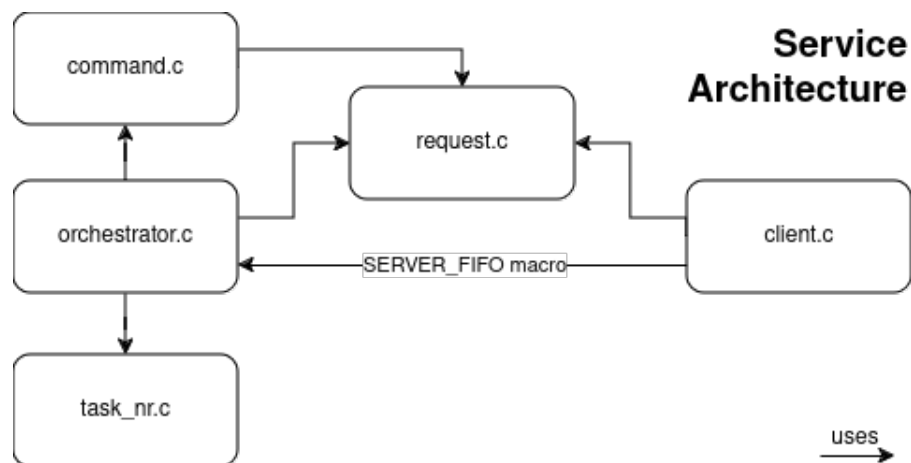 Service
Architecture
command.c
request.c
orchestrator.c
client.c
SERVER_FIFO macro
task_nr.c
uses